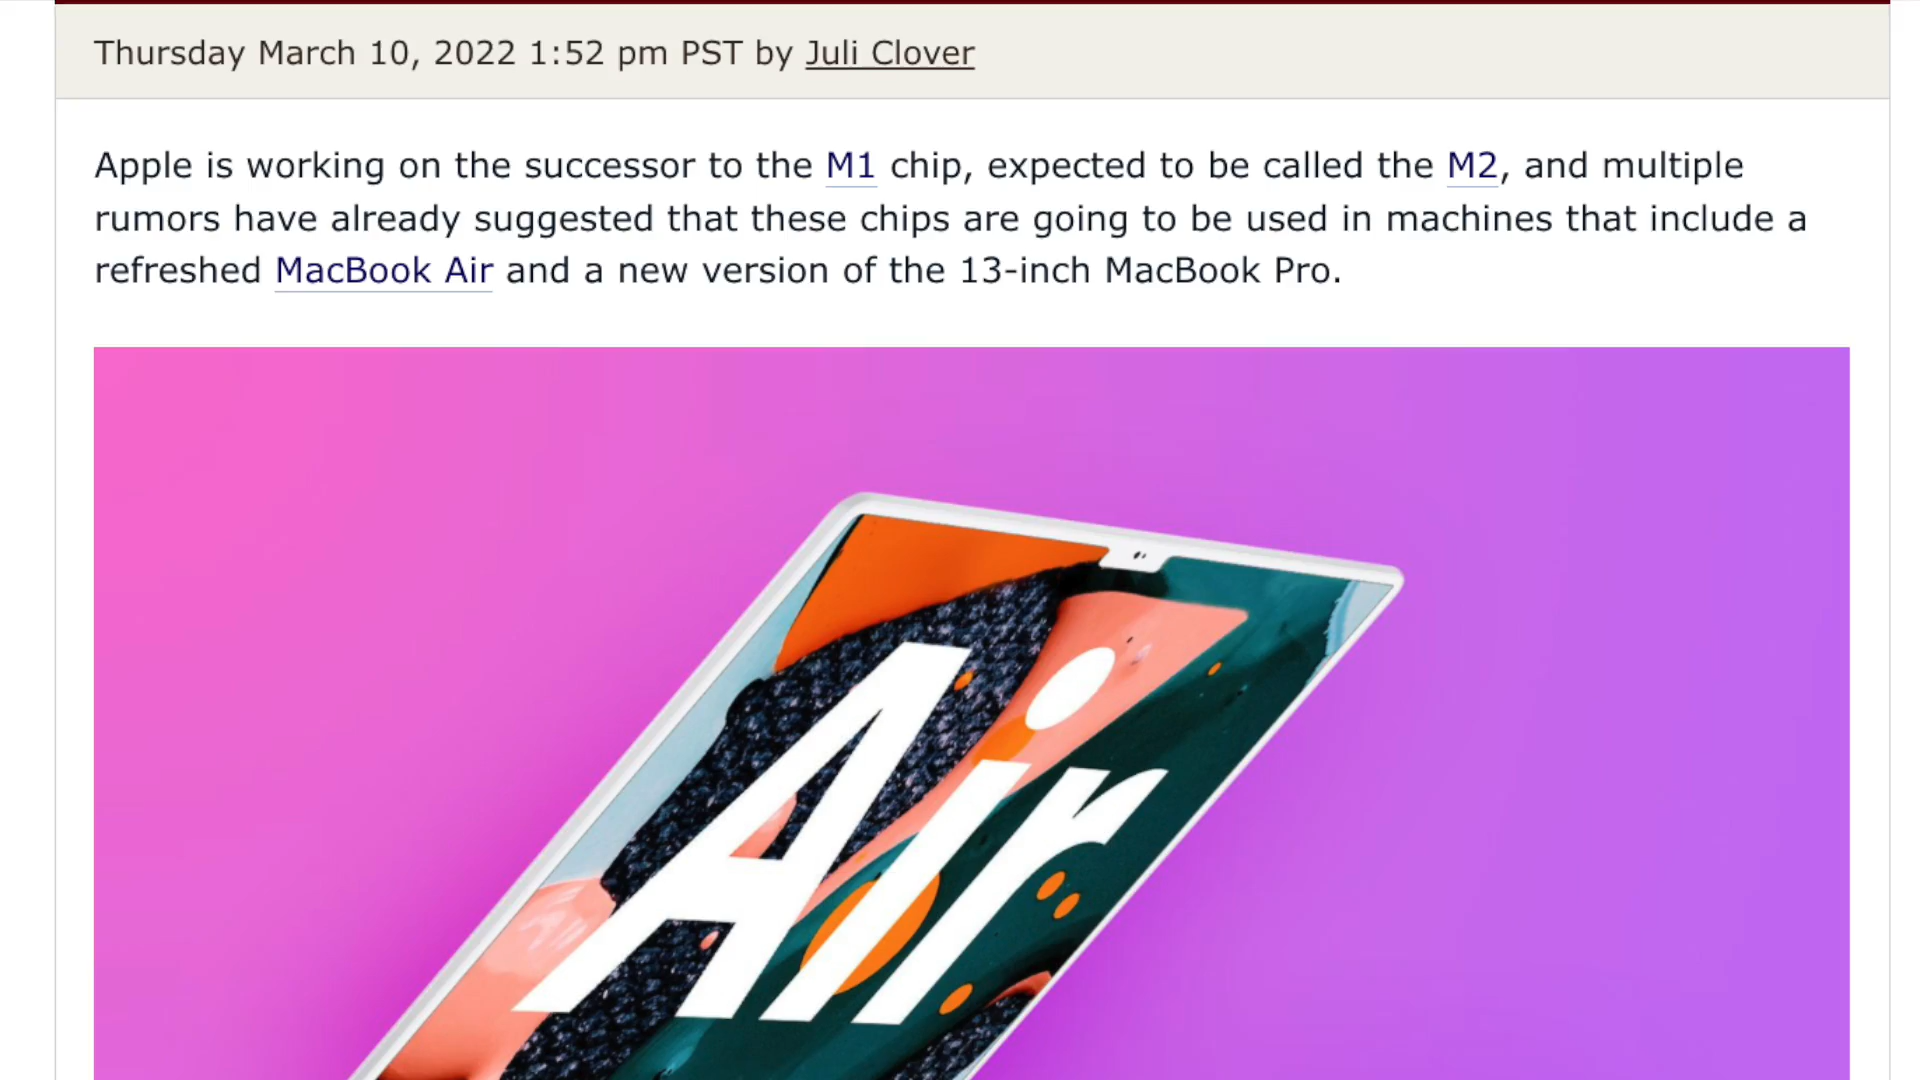 Thursday March 10, 2022 1:52 pm PST by Juli Clover
Apple is working on the successor to the M1 chip, expected to be called the M2, and multiple
rumors have already suggested that these chips are going to be used in machines that include a
refreshed MacBook Air and a new version of the 13-inch MacBook Pro.
Air